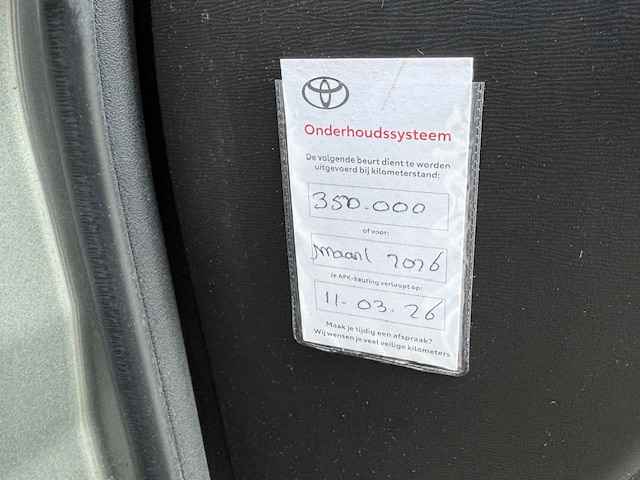 Onderhoudssysteem
De volgende beurt dient te worden
uitgevoerd bij kilometerstand:
350.000
of voor:
maart 2026
Je APK-keuring verloopt op:
11-03-26
Maak je tijdig een afspraak?
Wij wensen je veel veilige kilometers